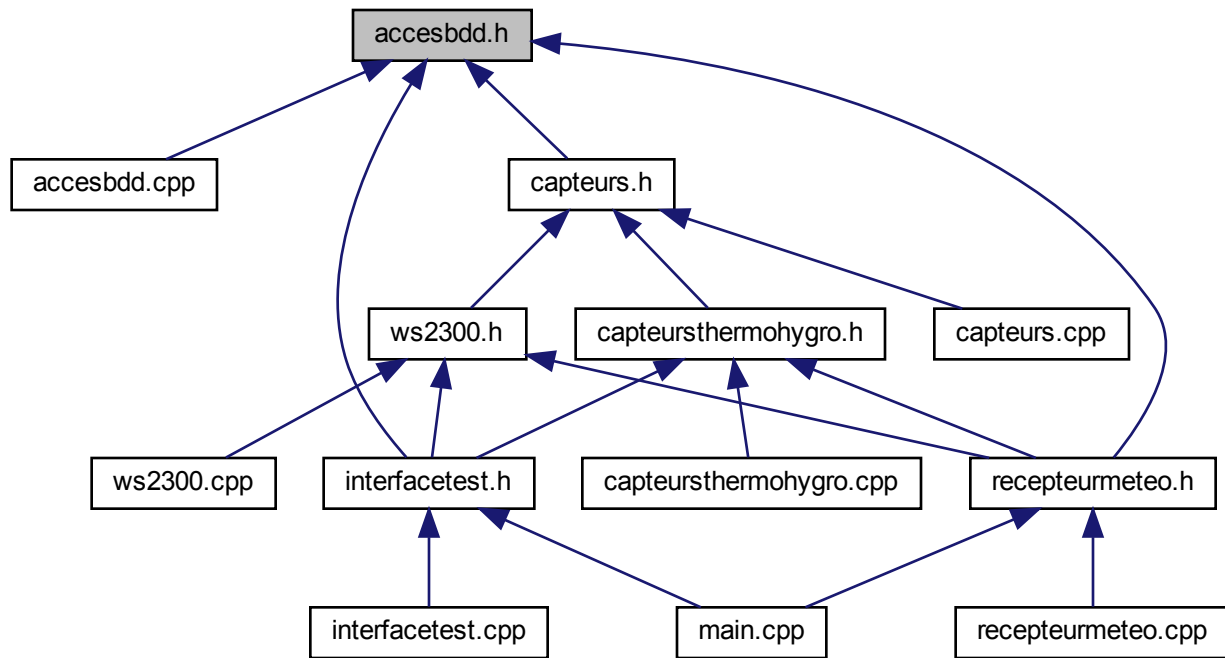 accesbdd.h
accesbdd.cpp
capteurs.h
ws2300.h
capteursthermohygro.h
capteurs.cpp
ws2300.cpp
interfacetest.h
capteursthermohygro.cpp
recepteurmeteo.h
interfacetest.cpp
main.cpp
recepteurmeteo.cpp